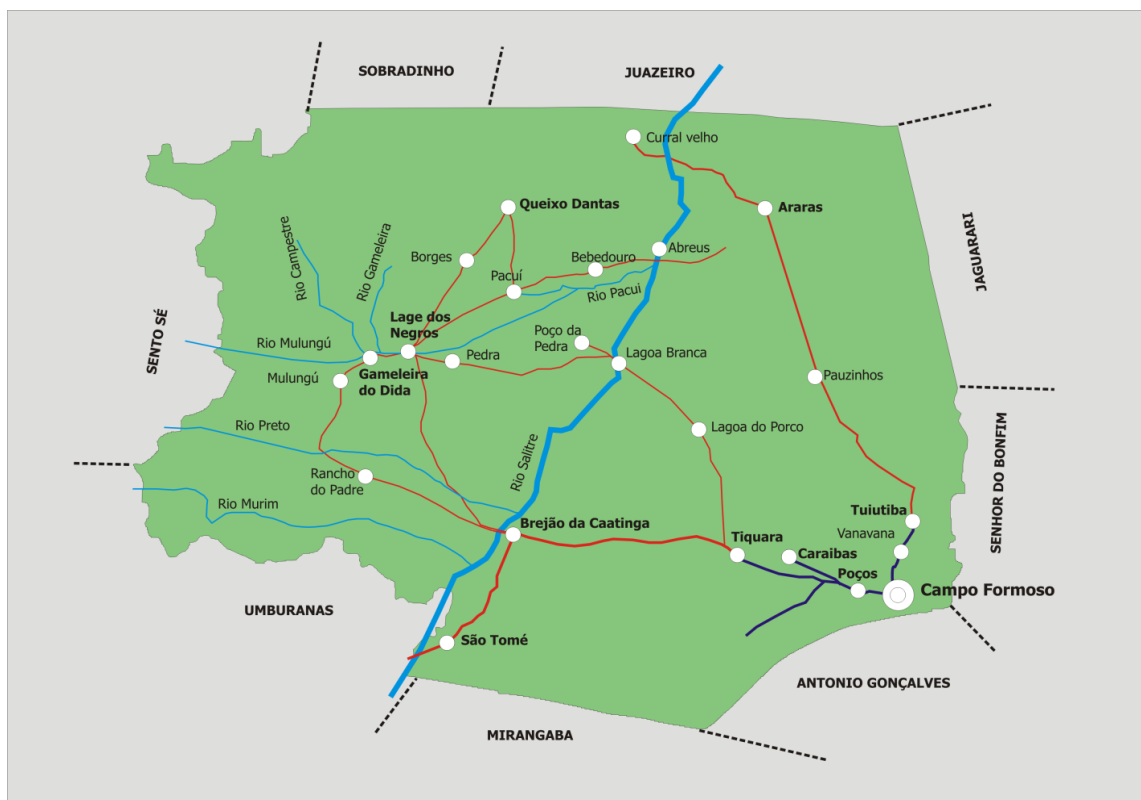 SOBRADINHO
JUAZEIRO
Curral velho
Queixo Dantas
Araras
JAGUARARI
Rio Campestre
Rio Gameleira
Borges
Bebedouro
Abreus
Pacuí
Rio Pacui
Lage dos
Negros
SENTO SÉ
Rio Mulungú
Poço da
Pedra
Pedra
Lagoa Branca
Mulungú
Gameleira
do Dida
Pauzinhos
Rio Preto
Lagoa do Porco
Rio Salitre
SENHOR DO BONFIM
Rancho
do Padre
Rio Murim
Brejão da Caatinga
Tuiutiba
Vanavana
Tiquara
Caraibas
Poços
Campo Formoso
UMBURANAS
São Tomé
ANTONIO GONÇALVES
MIRANGABA